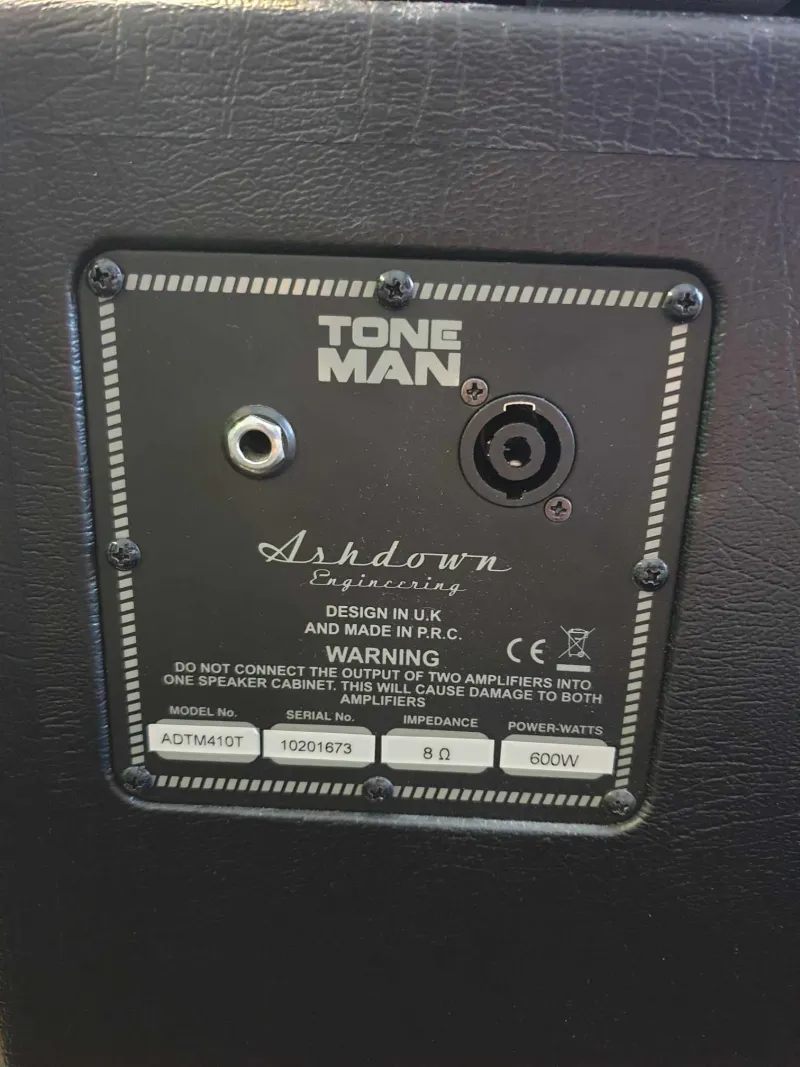 TONE
MAN
Ashdown
Engineering
DESIGN IN U.K
AND MADE IN P.R.C.
CE
WARNING
DO NOT CONNECT THE OUTPUT OF TWO AMPLIFIERS INTO
ONE SPEAKER CABINET. THIS WILL CAUSE DAMAGE TO BOTH
AMPLIFIERS
MODEL No. SERIAL No. IMPEDANCE POWER-WATTS
ADTM410T 10201673 8 Ω 600W